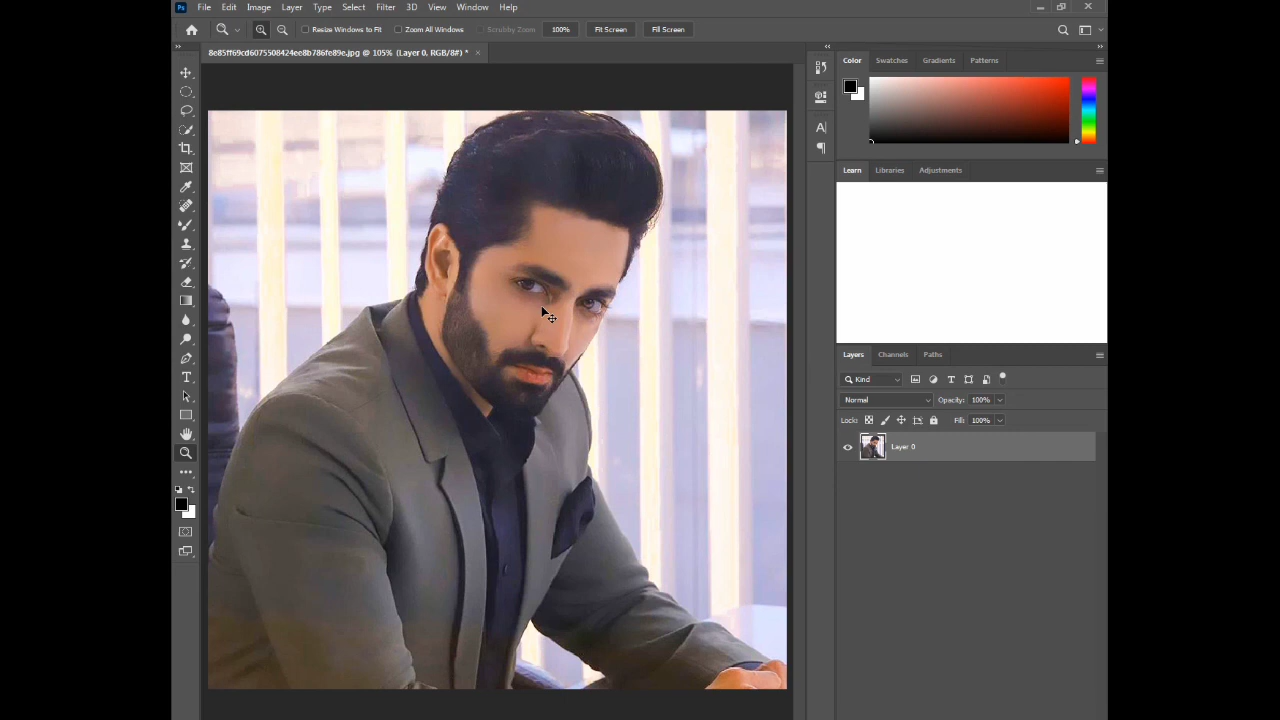 Ps File Edit Image Layer Type Select Filter 3D View Window Help
Resize Windows to Fit Zoom All Windows Scrubby Zoom 100% Fit Screen Fill Screen
8e85ff69cd6075508424ee8b786fe89e.jpg @ 105% (Layer 0, RGB/8#) *
Color Swatches Gradients Patterns
Learn Libraries Adjustments
Layers Channels Paths
Kind
Normal Opacity: 100%
Lock: Fill: 100%
Layer 0